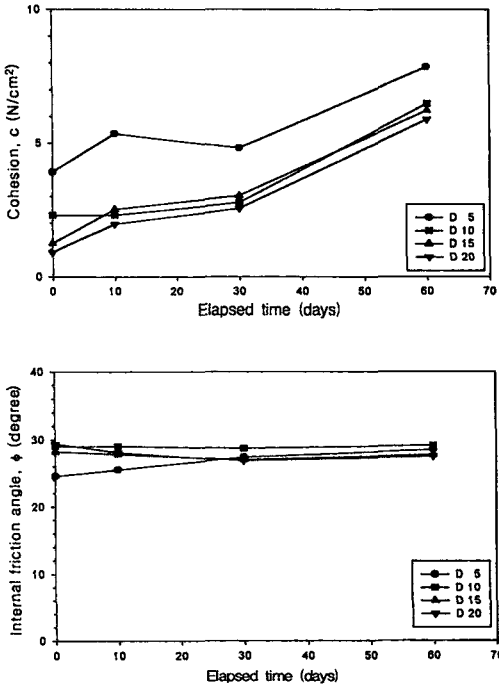 10
5
0
Cohesion, c (N/cm²)
D 5
D 10
D 15
D 20
0 10 20 30 40 50 60 70
Elapsed time (days)
40
30
20
10
0
Internal friction angle, ϕ (degree)
D 5
D 10
D 15
D 20
0 10 20 30 40 50 60 70
Elapsed time (days)